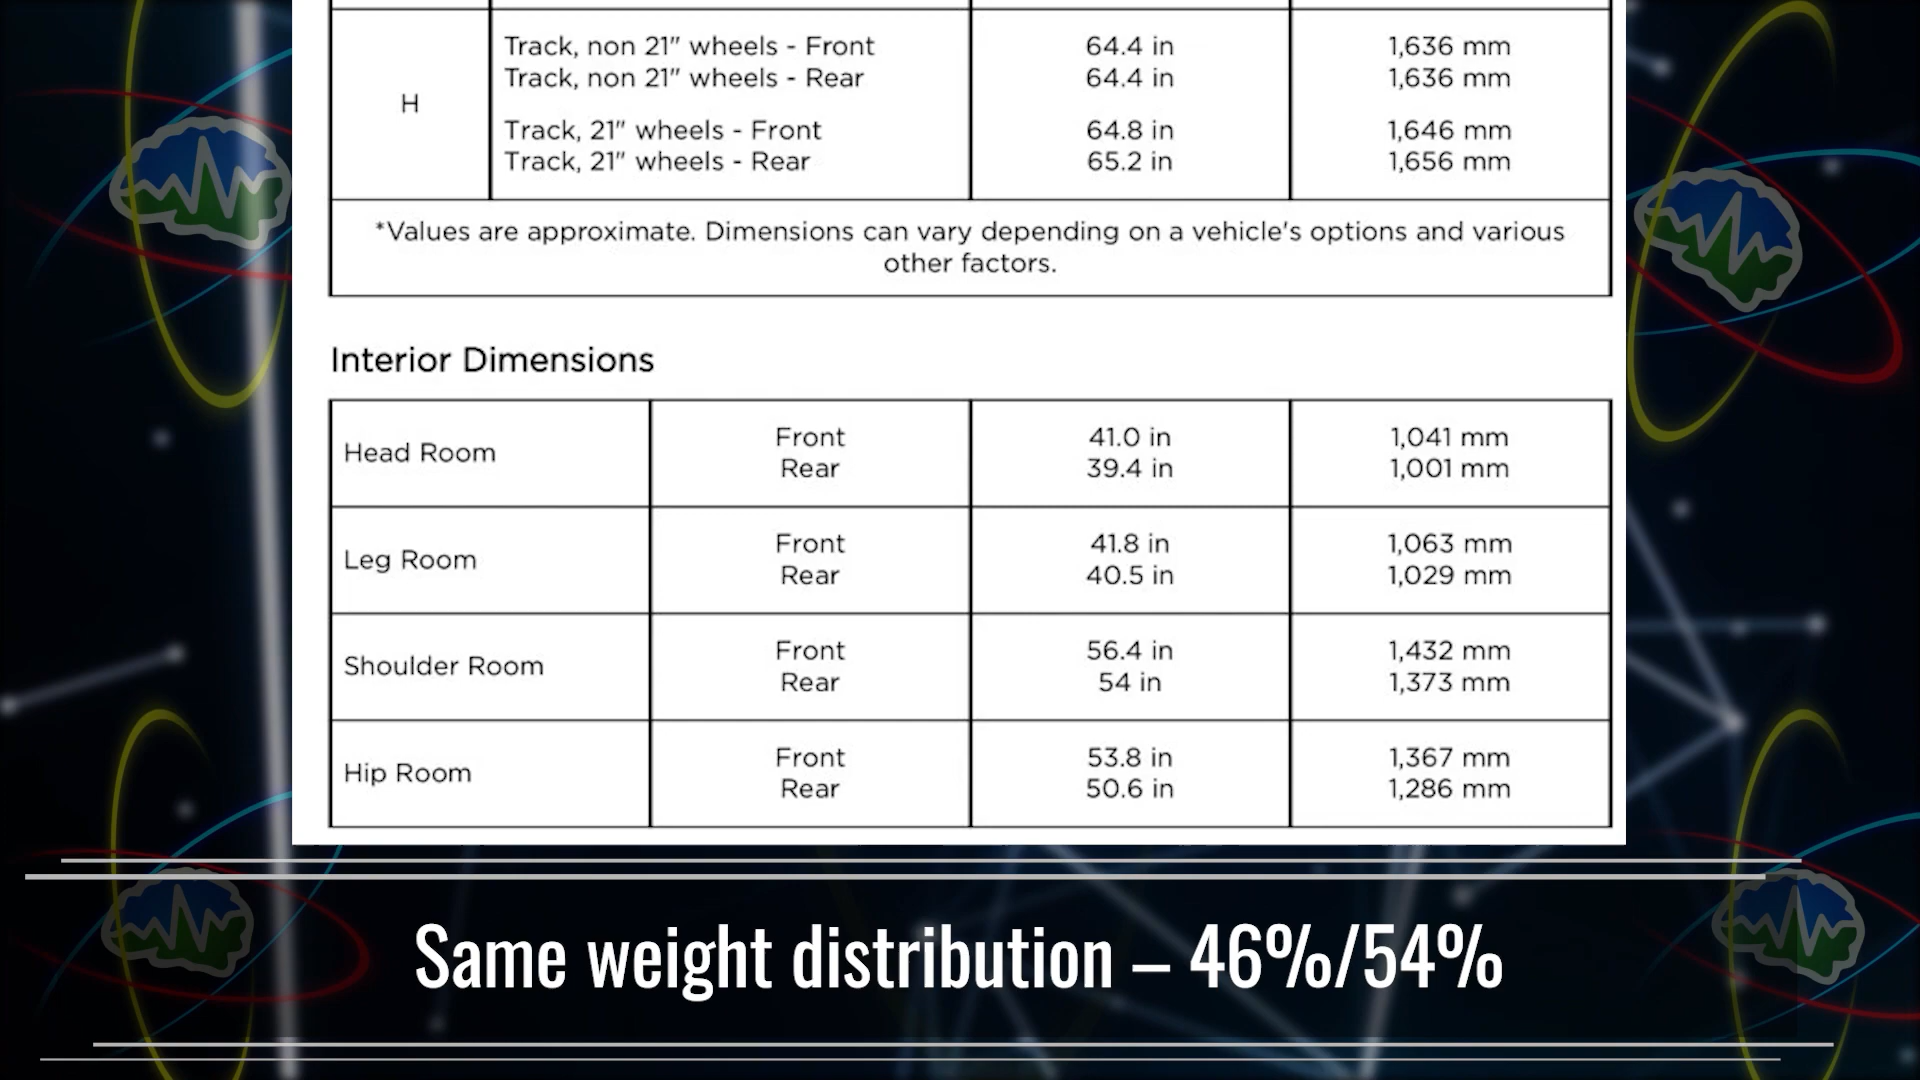 H
Track, non 21" wheels - Front 64.4 in 1,636 mm
Track, non 21" wheels - Rear 64.4 in 1,636 mm
Track, 21" wheels - Front 64.8 in 1,646 mm
Track, 21" wheels - Rear 65.2 in 1,656 mm
*Values are approximate. Dimensions can vary depending on a vehicle's options and various
other factors.
Interior Dimensions
Head Room
Front 41.0 in 1,041 mm
Rear 39.4 in 1,001 mm
Leg Room
Front 41.8 in 1,063 mm
Rear 40.5 in 1,029 mm
Shoulder Room
Front 56.4 in 1,432 mm
Rear 54 in 1,373 mm
Hip Room
Front 53.8 in 1,367 mm
Rear 50.6 in 1,286 mm
Same weight distribution – 46%/54%